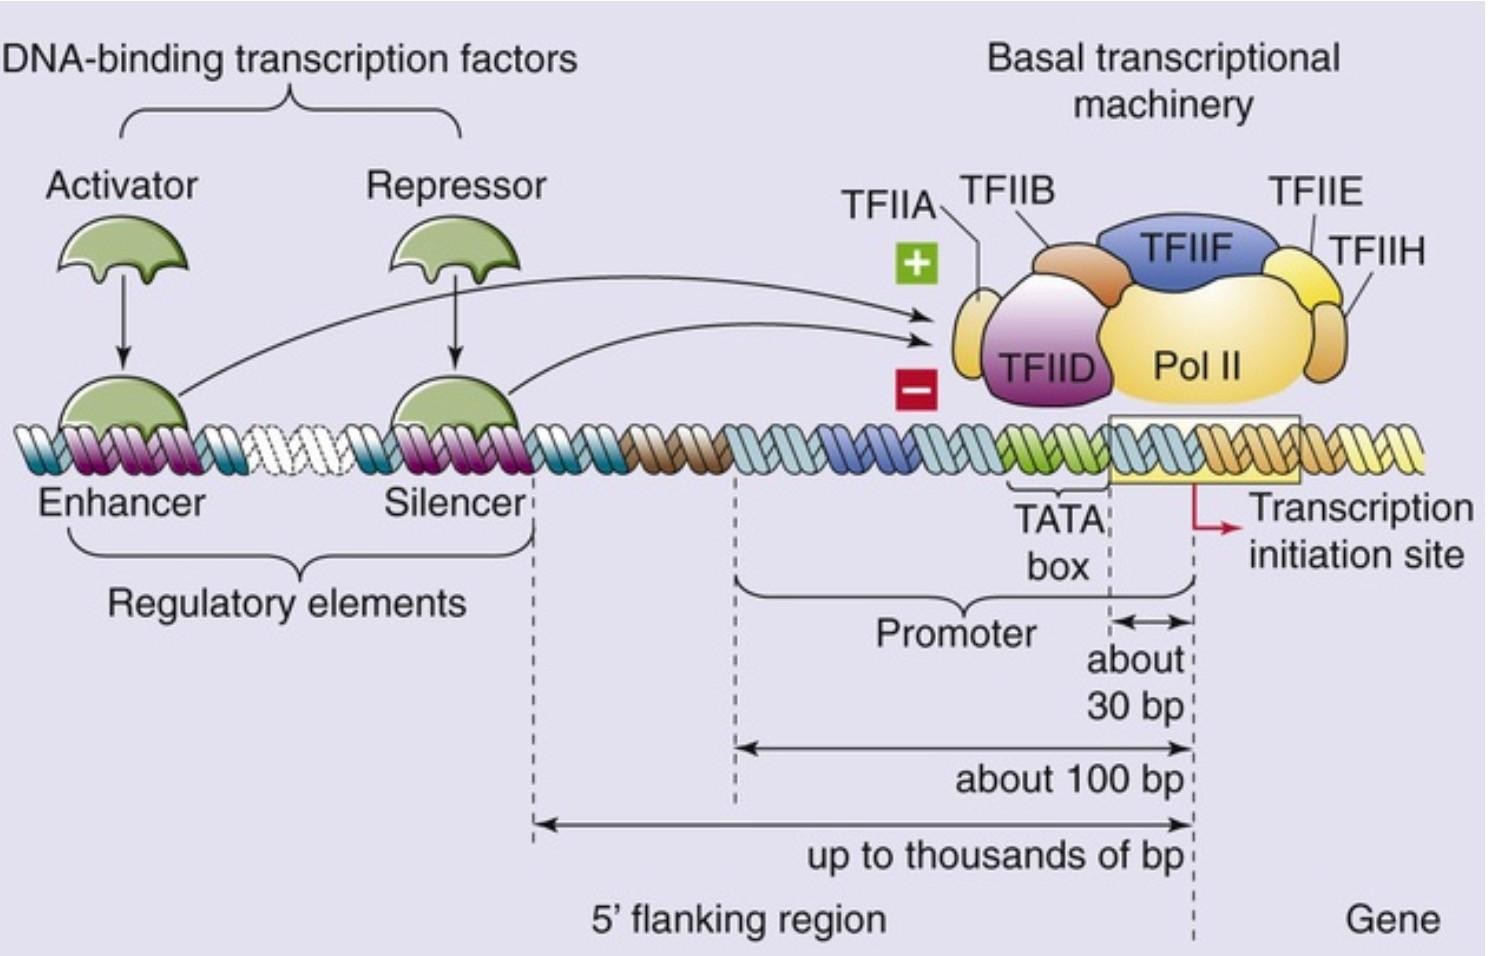 DNA-binding transcription factors
Basal transcriptional
machinery
Activator
Repressor
TFIIA
TFIIB
TFIIE
TFIIF
TFIIH
+
−
TFIID
Pol II
Enhancer
Silencer
TATA
box
Transcription
initiation site
Regulatory elements
Promoter
about
30 bp
about 100 bp
up to thousands of bp
5’ flanking region
Gene